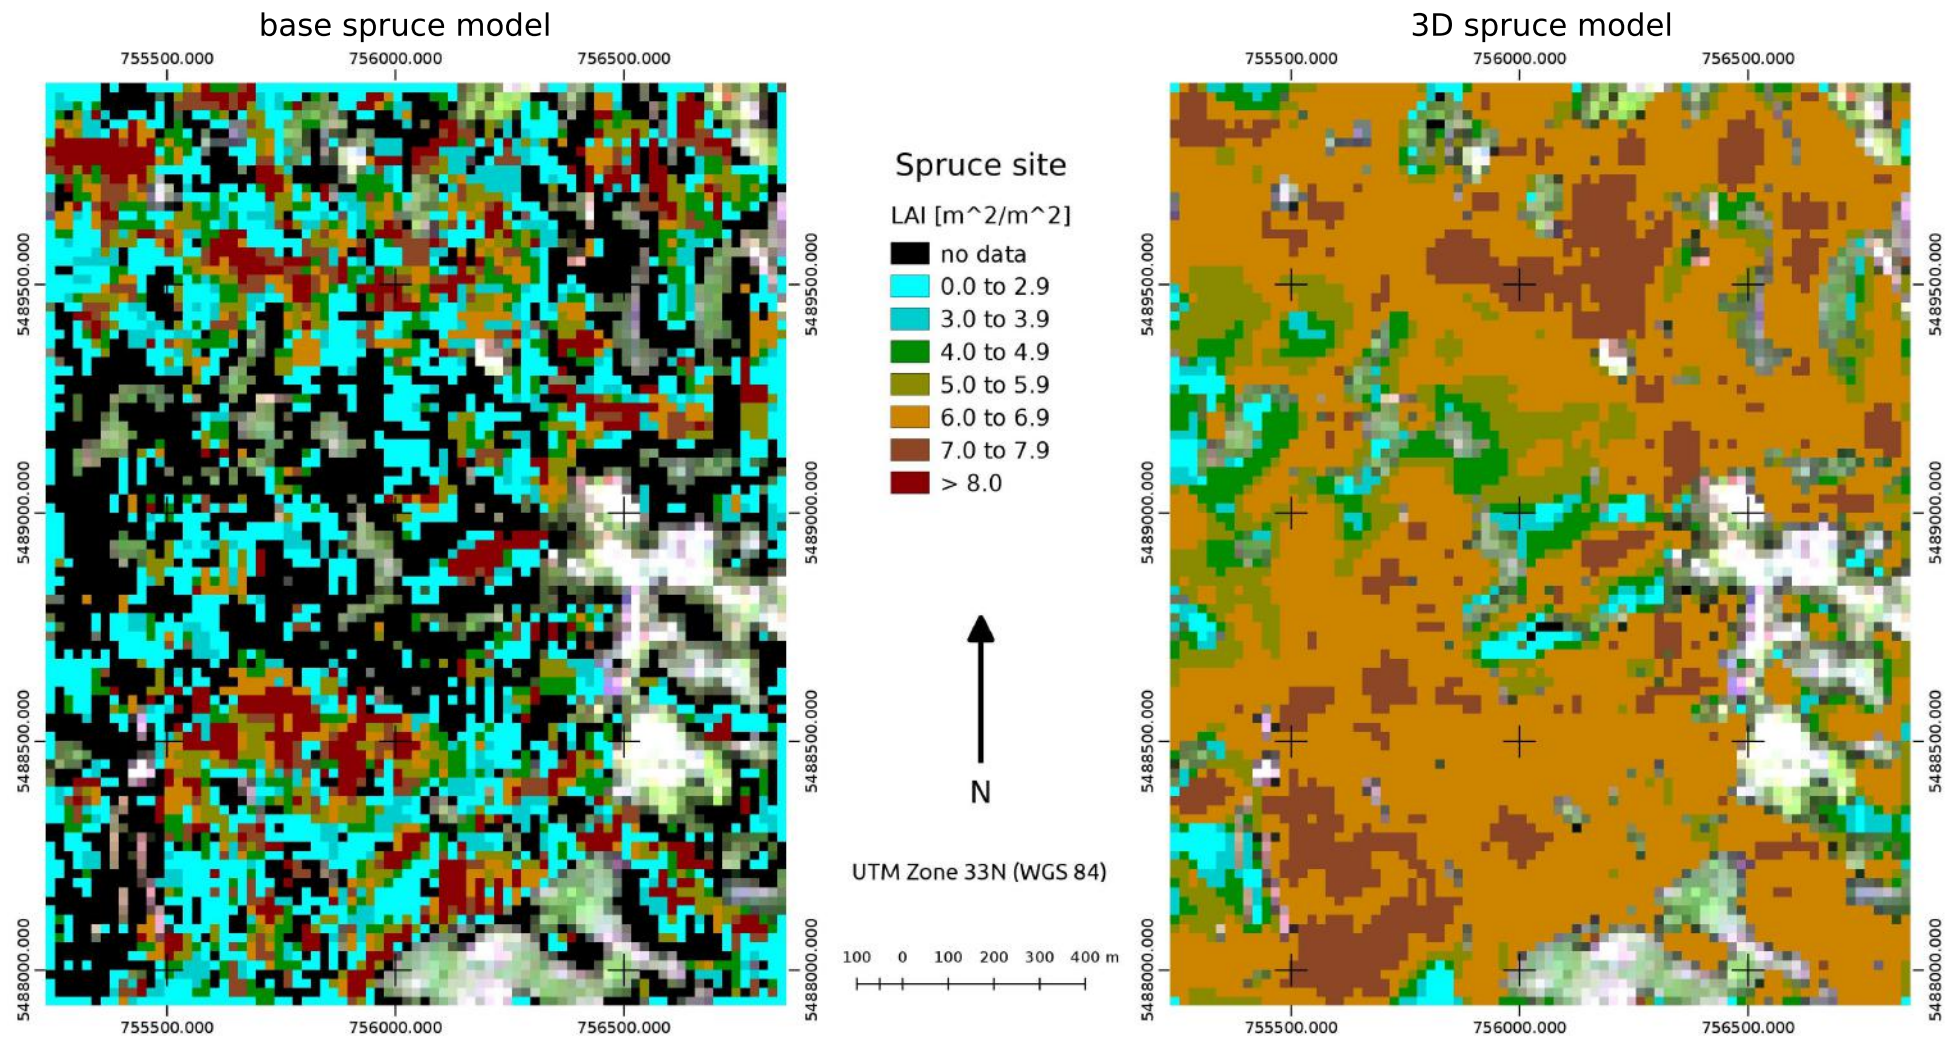 base spruce model
3D spruce model
755500.000 756000.000 756500.000
755500.000 756000.000 756500.000
5489500.000
5489000.000
5488500.000
5488000.000
5489500.000
5489000.000
5488500.000
5488000.000
Spruce site
LAI [m^2/m^2]
no data
0.0 to 2.9
3.0 to 3.9
4.0 to 4.9
5.0 to 5.9
6.0 to 6.9
7.0 to 7.9
> 8.0
N
UTM Zone 33N (WGS 84)
100 0 100 200 300 400 m
5489500.000
5489000.000
5488500.000
5488000.000
5489500.000
5489000.000
5488500.000
5488000.000
755500.000 756000.000 756500.000
755500.000 756000.000 756500.000